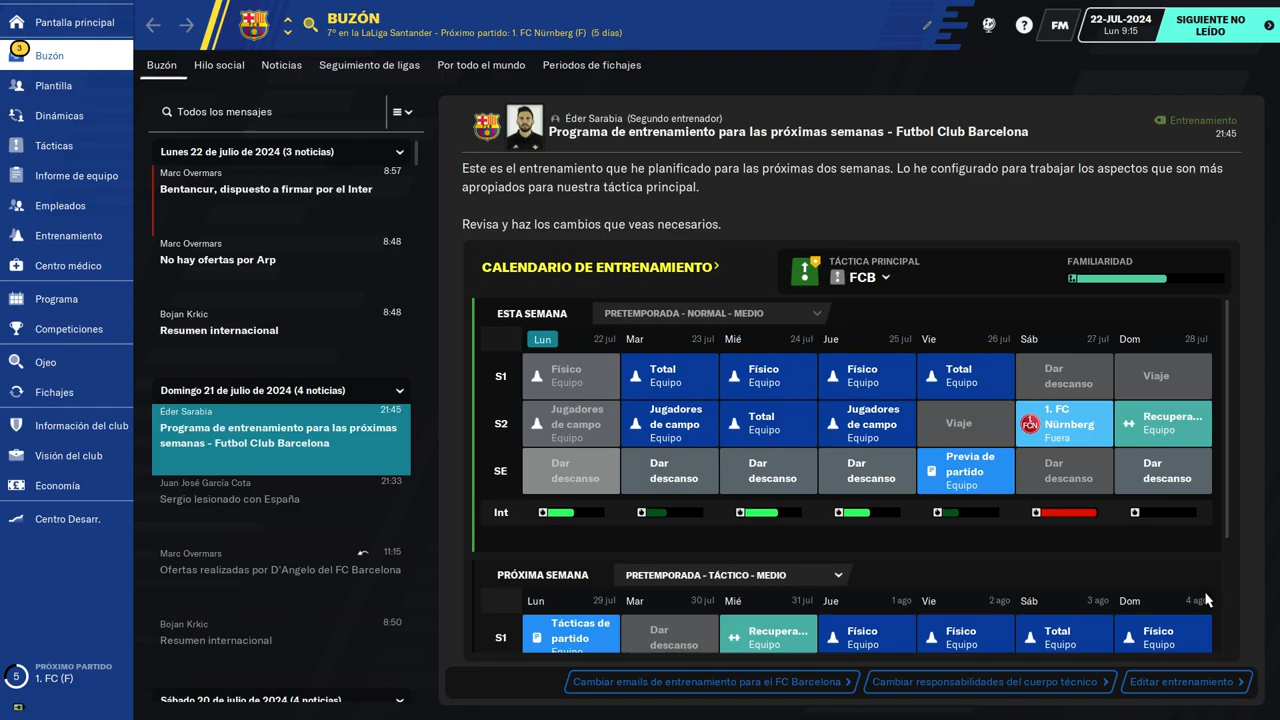 Pantalla principal
3
Buzón
Plantilla
Dinámicas
Tácticas
Informe de equipo
Empleados
Entrenamiento
Centro médico
Programa
Competiciones
Ojeo
Fichajes
Información del club
Visión del club
Economía
Centro Desarr.
5
PRÓXIMO PARTIDO
1. FC (F)
BUZÓN
7º en la LaLiga Santander - Próximo partido: 1. FC Nürnberg (F) (5 días)
?
FM
22-JUL-2024
Lun 9:15
SIGUIENTE NO
LEÍDO
Buzón
Hilo social
Noticias
Seguimiento de ligas
Por todo el mundo
Periodos de fichajes
Todos los mensajes
Lunes 22 de julio de 2024 (3 noticias)
Marc Overmars 8:57
Bentancur, dispuesto a firmar por el Inter
Marc Overmars 8:48
No hay ofertas por Arp
Bojan Krkic 8:48
Resumen internacional
Domingo 21 de julio de 2024 (4 noticias)
Éder Sarabia 21:45
Programa de entrenamiento para las próximas
semanas - Futbol Club Barcelona
Juan José García Cota 21:33
Sergio lesionado con España
Marc Overmars 11:15
Ofertas realizadas por D'Angelo del FC Barcelona
Bojan Krkic 8:50
Resumen internacional
Sábado 20 de julio de 2024 (4 noticias)
Éder Sarabia (Segundo entrenador)
Programa de entrenamiento para las próximas semanas - Futbol Club Barcelona
Entrenamiento
21:45
Este es el entrenamiento que he planificado para las próximas dos semanas. Lo he configurado para trabajar los aspectos que son más
apropiados para nuestra táctica principal.
Revisa y haz los cambios que veas necesarios.
CALENDARIO DE ENTRENAMIENTO
TÁCTICA PRINCIPAL
FCB
FAMILIARIDAD
ESTA SEMANA
PRETEMPORADA - NORMAL - MEDIO
Lun 22 jul Mar 23 jul Mié 24 jul Jue 25 jul Vie 26 jul Sáb 27 jul Dom 28 jul
S1
Físico
Equipo
Total
Equipo
Físico
Equipo
Físico
Equipo
Total
Equipo
Dar
descanso
Viaje
S2
Jugadores
de campo
Equipo
Jugadores
de campo
Equipo
Total
Equipo
Jugadores
de campo
Equipo
Viaje
1. FC
Nürnberg
Fuera
Recupera...
Equipo
SE
Dar
descanso
Dar
descanso
Dar
descanso
Dar
descanso
Previa de
partido
Equipo
Dar
descanso
Dar
descanso
Int
PRÓXIMA SEMANA
PRETEMPORADA - TÁCTICO - MEDIO
Lun 29 jul Mar 30 jul Mié 31 jul Jue 1 ago Vie 2 ago Sáb 3 ago Dom 4 ago
S1
Tácticas de
partido
Equipo
Dar
descanso
Recupera...
Equipo
Físico
Equipo
Físico
Equipo
Total
Equipo
Físico
Equipo
Cambiar emails de entrenamiento para el FC Barcelona
Cambiar responsabilidades del cuerpo técnico
Editar entrenamiento